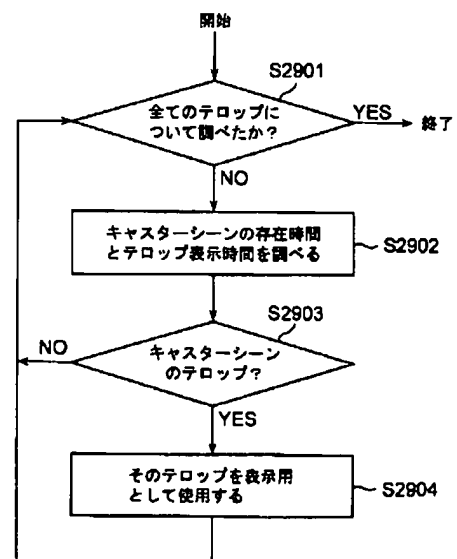 開始
S2901
全てのテロップに
ついて調べたか？
YES
終了
NO
キャスターシーンの存在時間
とテロップ表示時間を調べる
S2902
S2903
NO
キャスターシーン
のテロップ？
YES
そのテロップを表示用
として使用する
S2904